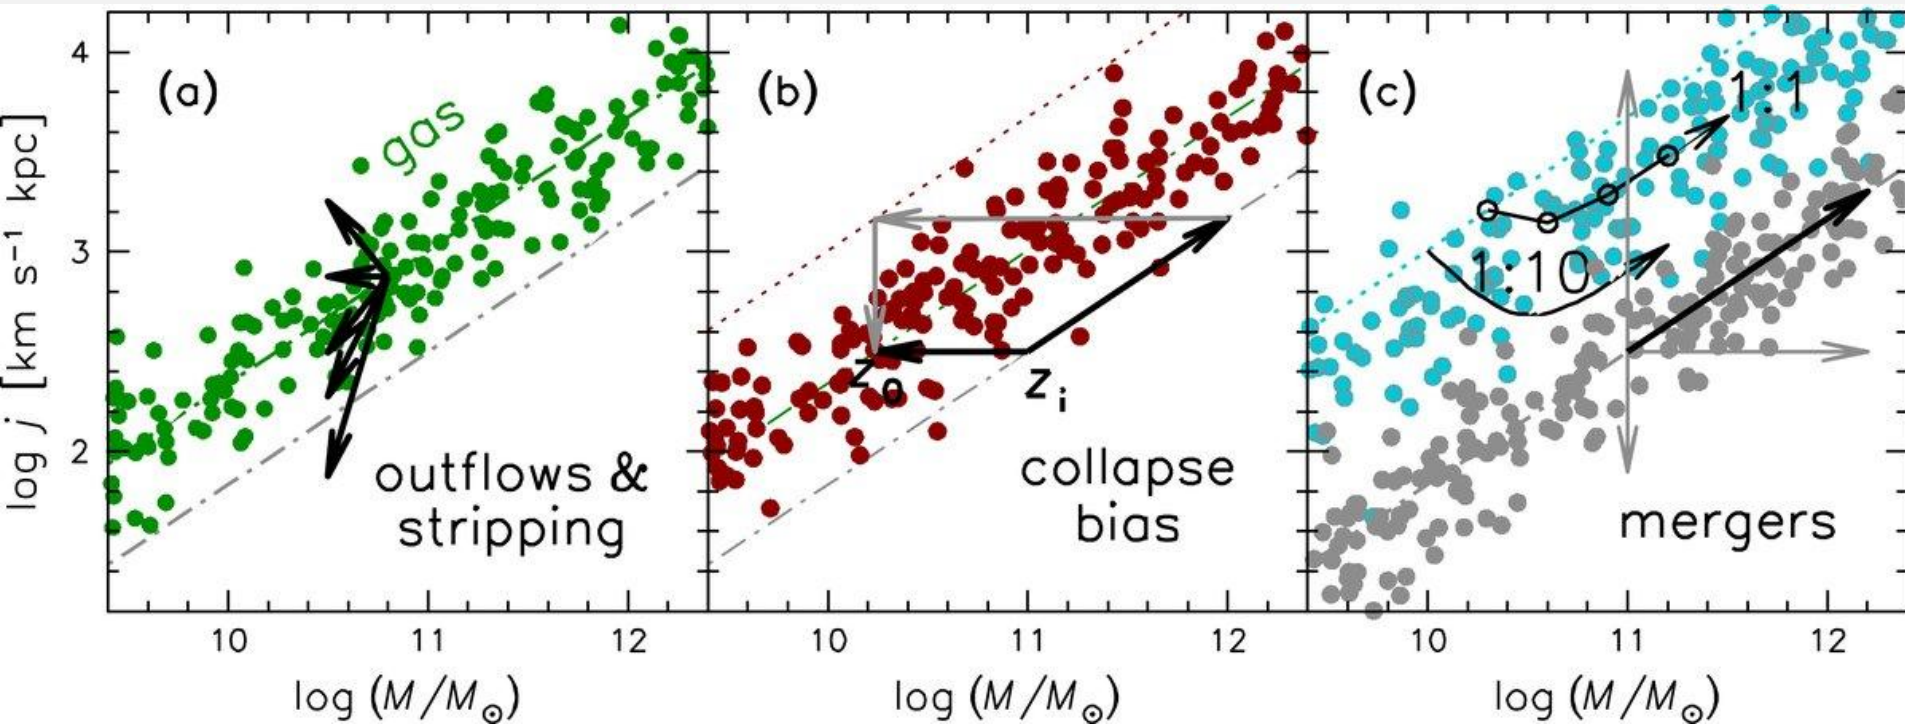 (a)
gas
outflows &
stripping
(b)
z₀
zᵢ
collapse
bias
(c)
1:1
1:10
mergers
4
3
2
log j [km s⁻¹ kpc]
10 11 12 10 11 12 10 11 12
log (M/M⊙) log (M/M⊙) log (M/M⊙)